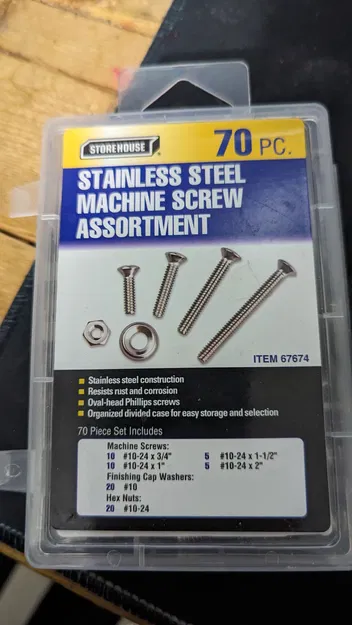 STOREHOUSE
70 PC.
STAINLESS STEEL
MACHINE SCREW
ASSORTMENT
ITEM 67674
Stainless steel construction
Resists rust and corrosion
Oval-head Phillips screws
Organized divided case for easy storage and selection
70 Piece Set Includes
Machine Screws:
10 #10-24 x 3/4" 5 #10-24 x 1-1/2"
10 #10-24 x 1" 5 #10-24 x 2"
Finishing Cap Washers:
20 #10
Hex Nuts:
20 #10-24